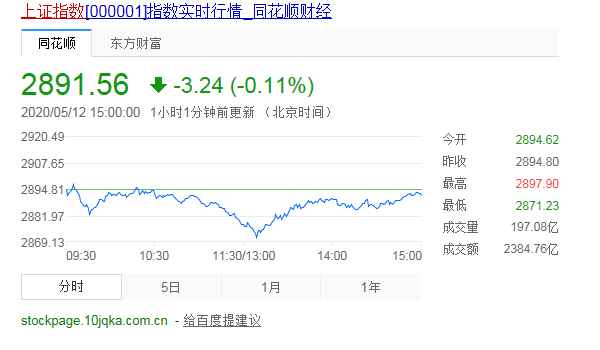 上证指数[000001]指数实时行情_同花顺财经
同花顺 东方财富
2891.56 -3.24 (-0.11%)
2020/05/12 15:00:00 1小时1分钟前更新 （北京时间）
2920.49
2907.65
2894.81
2881.97
2869.13
09:30 10:30 11:30/13:00 14:00 15:00
今开 2894.62
昨收 2894.80
最高 2897.90
最低 2871.23
成交量 197.08亿
成交额 2384.76亿
分时 5日 1月 1年
stockpage.10jqka.com.cn - 给百度提建议